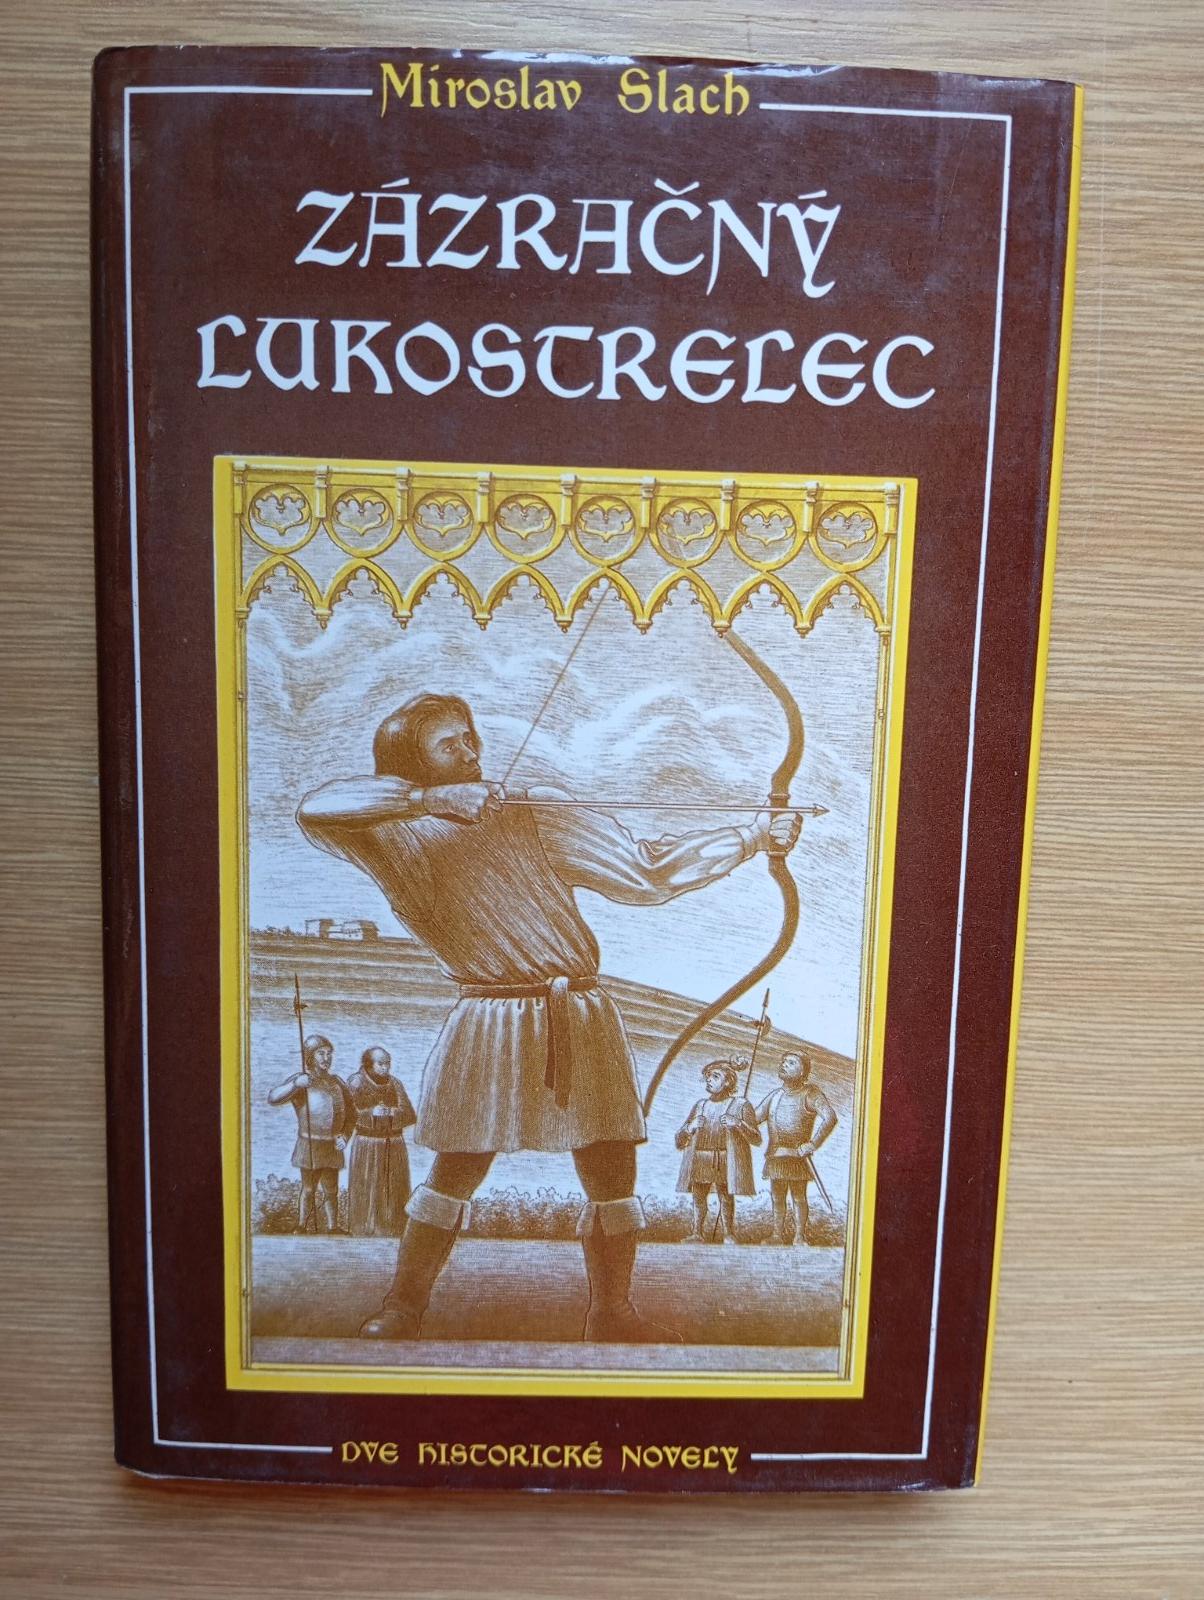 Miroslav Slach
ZÁZRAČNÝ
LUKOSTRELEC
DVE HISTORICKÉ NOVELY